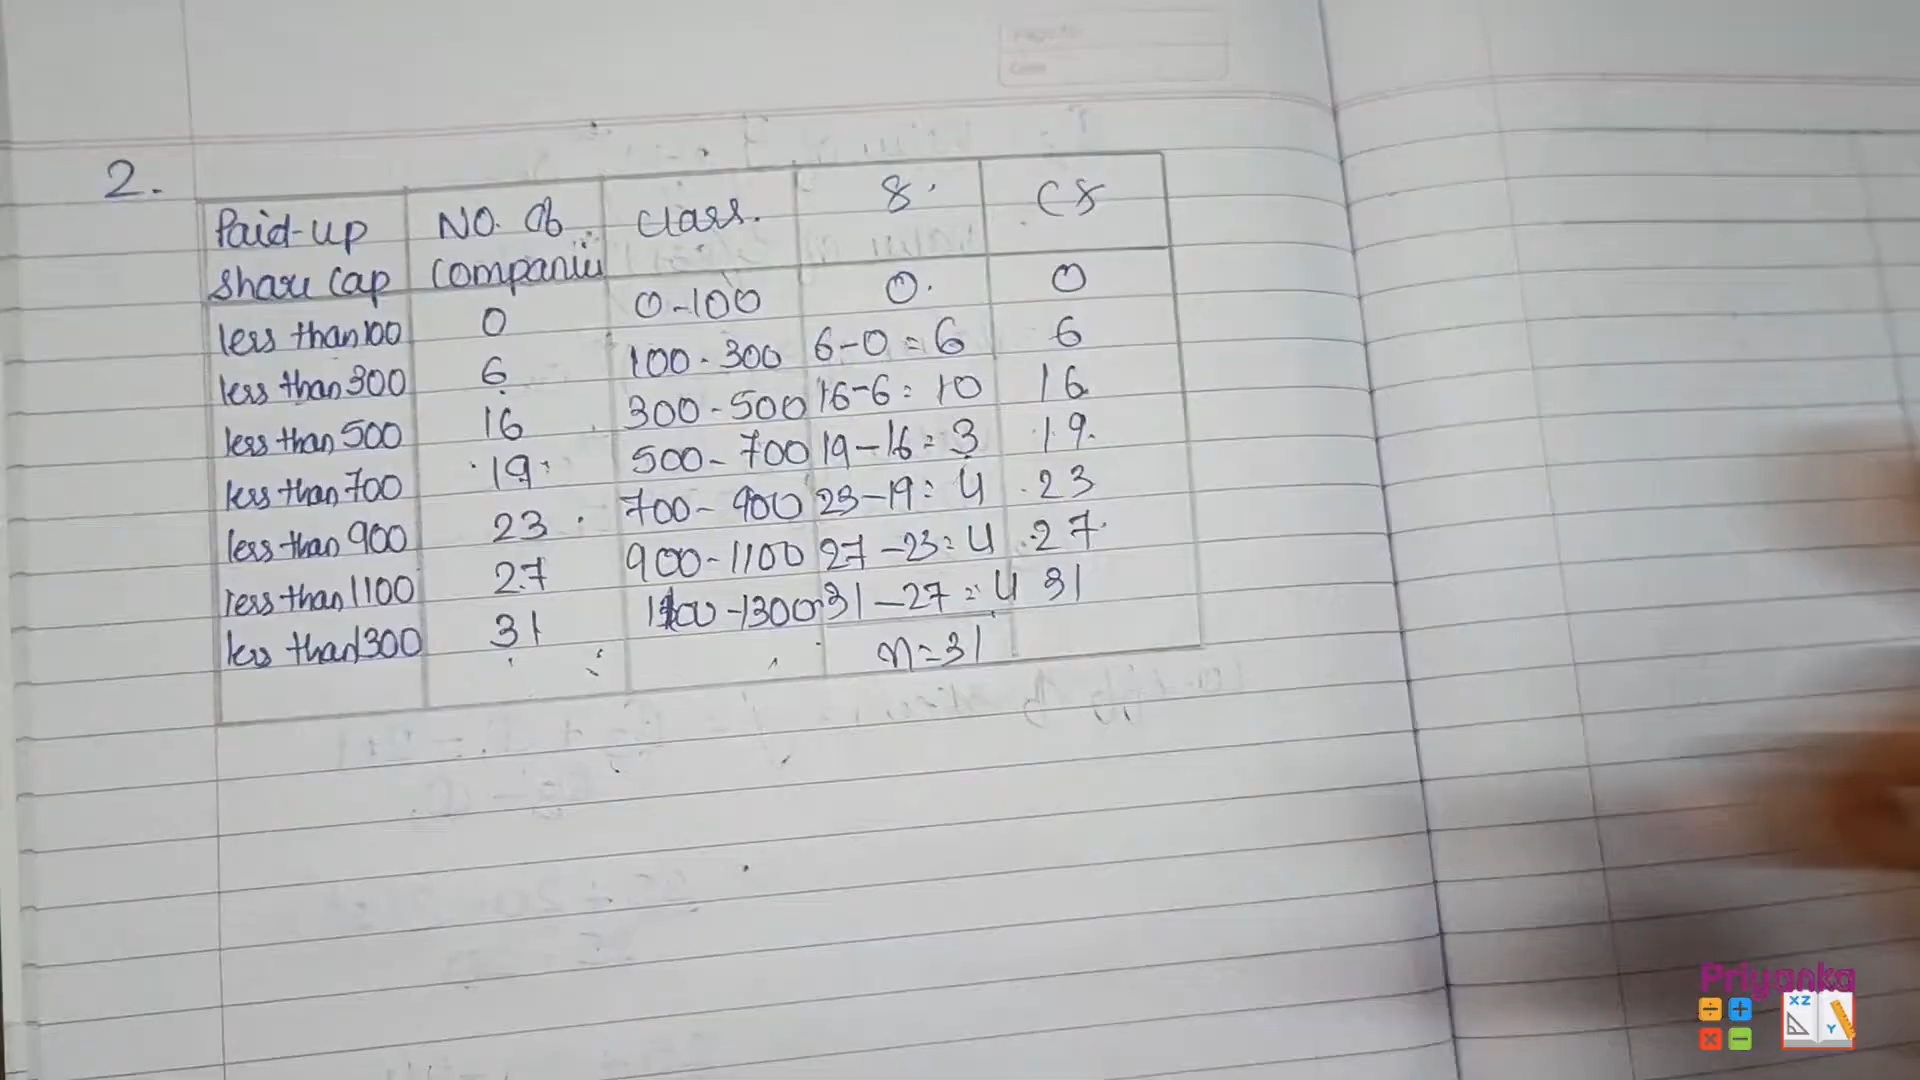 2.
Paid-up share cap | No. of companies | class. | f. | cf
less than 100 | 0 | 0-100 | 0. | 0
less than 300 | 6 | 100-300 | 6-0=6 | 6
less than 500 | 16 | 300-500 | 16-6=10 | 16
less than 700 | 19 | 500-700 | 19-16=3 | 19.
less than 900 | 23 | 700-900 | 23-19=4 | 23
less than 1100 | 27 | 900-1100 | 27-23=4 | 27
less than 1300 | 31 | 1100-1300 | 31-27=4 | 31
n=31
Priyanka
XZ
Y